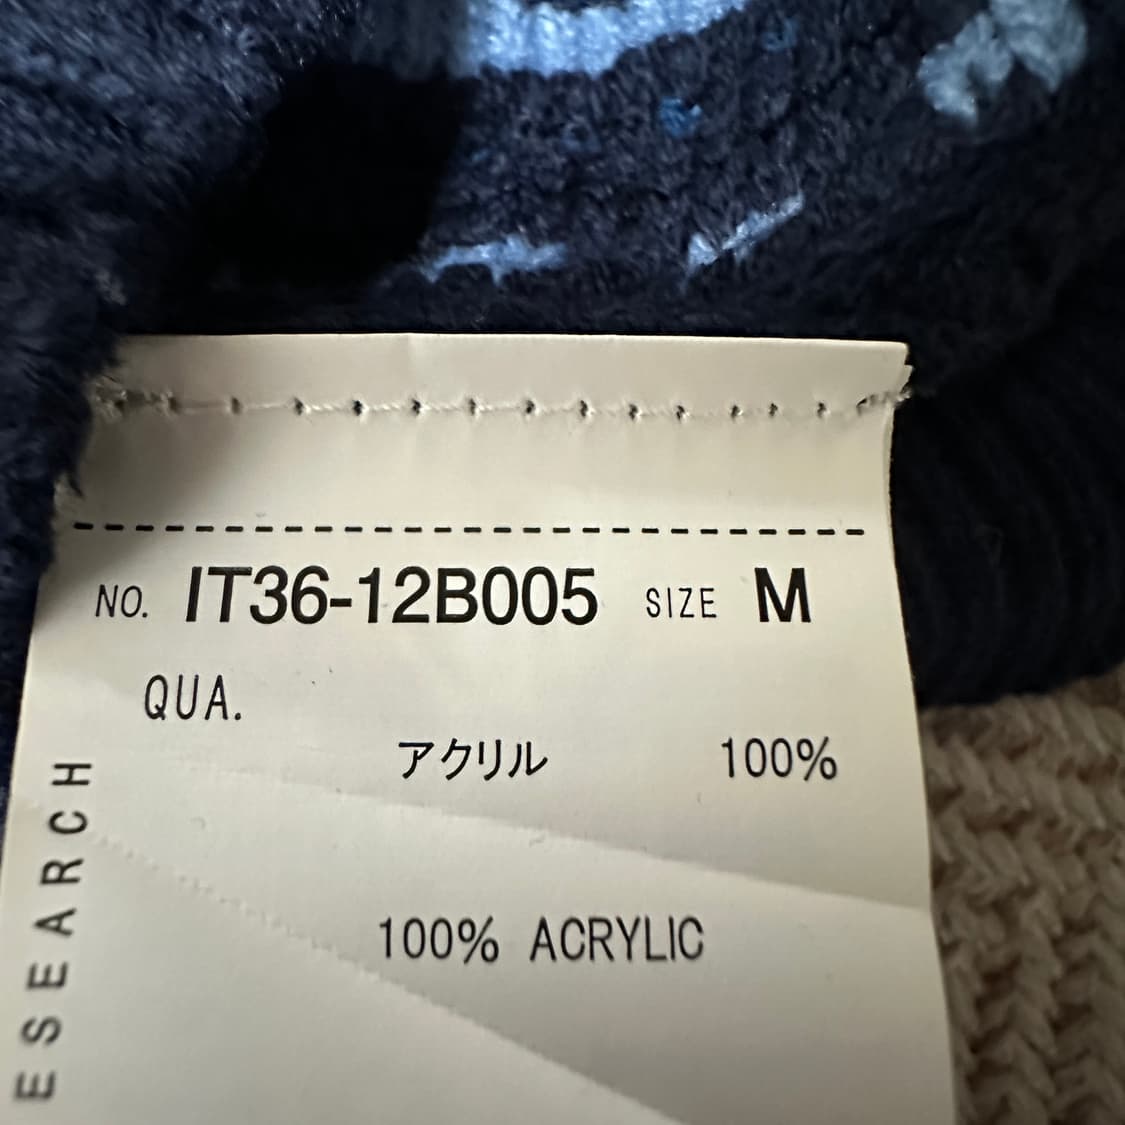 NO. IT36-12B005 SIZE M
QUA.
アクリル 100%
100% ACRYLIC
ESEARCH